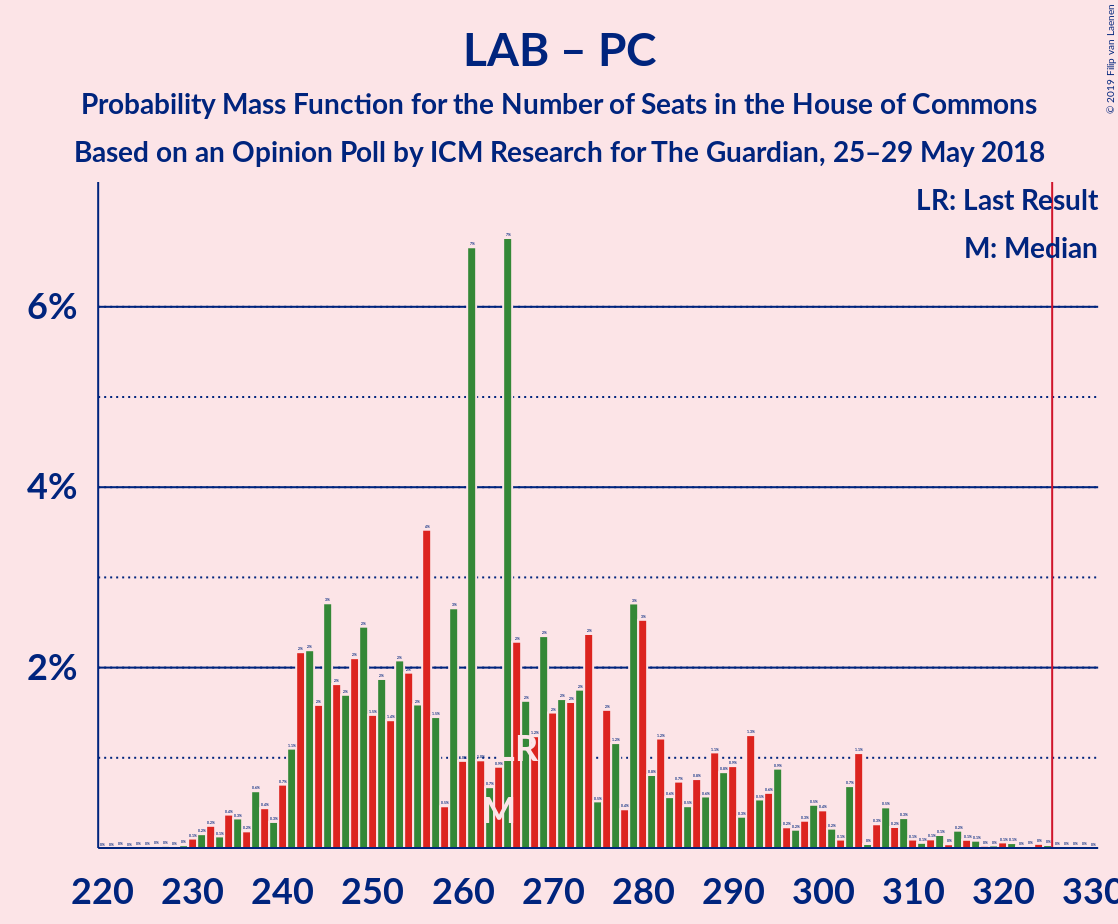 LAB – PC
Probability Mass Function for the Number of Seats in the House of Commons
Based on an Opinion Poll by ICM Research for The Guardian, 25–29 May 2018
© 2019 Filip van Laenen
LR: Last Result
M: Median
6%
4%
2%
LR
M
220 230 240 250 260 270 280 290 300 310 320 330